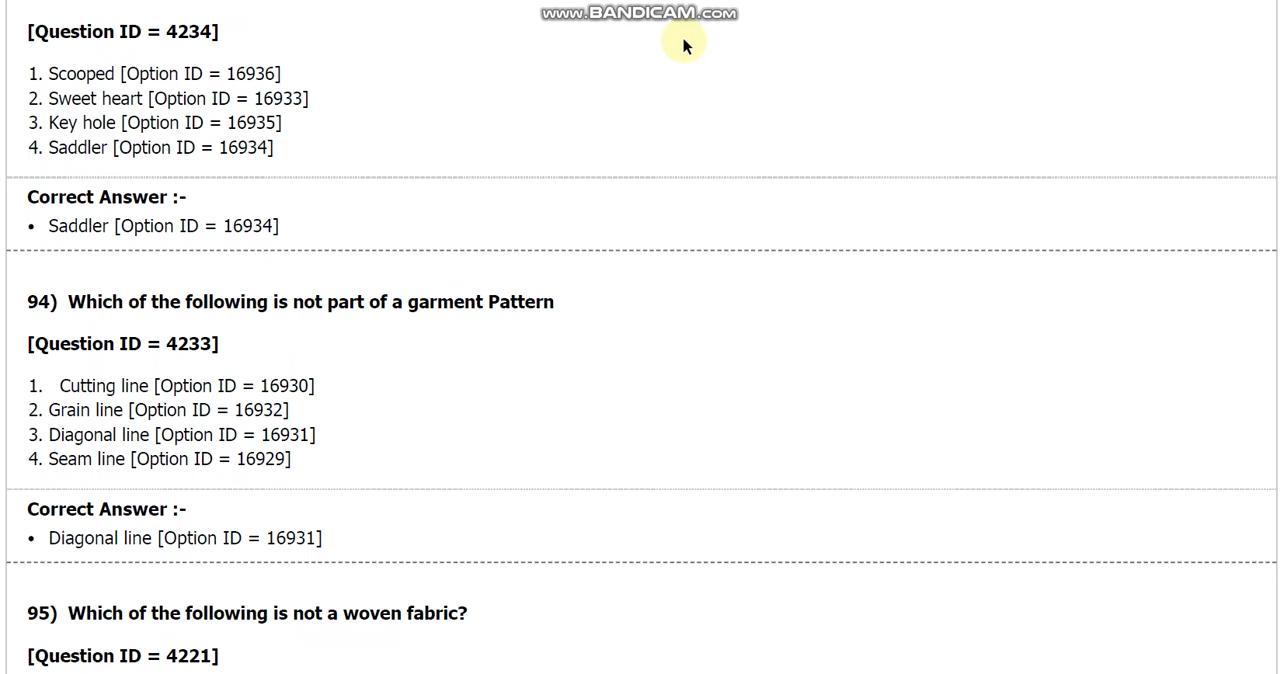 www.BANDICAM.com
[Question ID = 4234]
1. Scooped [Option ID = 16936]
2. Sweet heart [Option ID = 16933]
3. Key hole [Option ID = 16935]
4. Saddler [Option ID = 16934]
Correct Answer :-
• Saddler [Option ID = 16934]
94) Which of the following is not part of a garment Pattern
[Question ID = 4233]
1. Cutting line [Option ID = 16930]
2. Grain line [Option ID = 16932]
3. Diagonal line [Option ID = 16931]
4. Seam line [Option ID = 16929]
Correct Answer :-
• Diagonal line [Option ID = 16931]
95) Which of the following is not a woven fabric?
[Question ID = 4221]